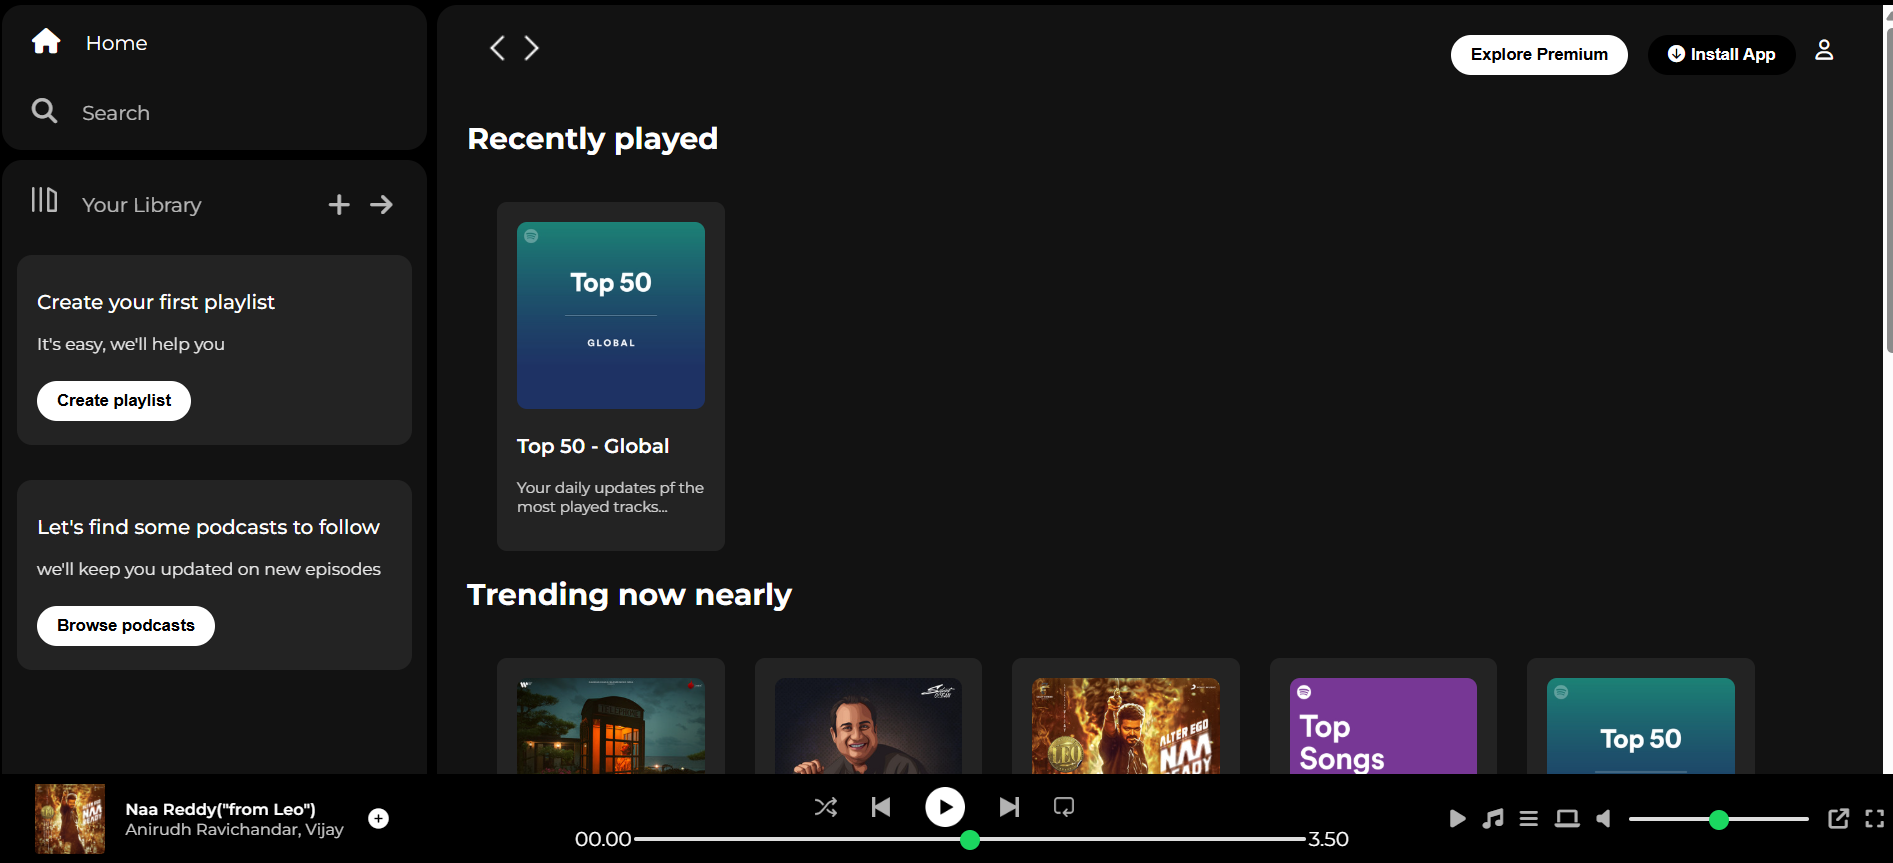 Home
Search
Your Library
Create your first playlist
It's easy, we'll help you
Create playlist
Let's find some podcasts to follow
we'll keep you updated on new episodes
Browse podcasts
Explore Premium
Install App
Recently played
Top 50
GLOBAL
Top 50 - Global
Your daily updates pf the
most played tracks...
Trending now nearly
TELEPHONE
ALTER EGO
NAA
READY
LEO
Top
Songs
Top 50
Naa Reddy("from Leo")
Anirudh Ravichandar, Vijay
00.00
3.50